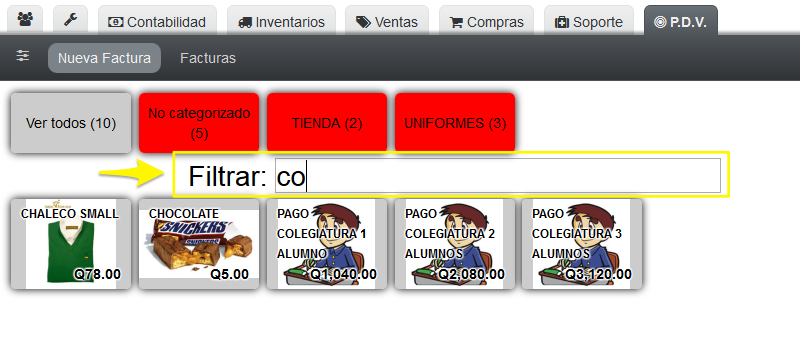 Contabilidad Inventarios Ventas Compras Soporte P.D.V.
Nueva Factura Facturas
Ver todos (10)
No categorizado
(5)
TIENDA (2)
UNIFORMES (3)
Filtrar: co
CHALECO SMALL
Q78.00
CHOCOLATE
SNICKERS
SNICKERS
Q5.00
PAGO
COLEGIATURA 1
ALUMNO
Q1,040.00
PAGO
COLEGIATURA 2
ALUMNOS
Q2,080.00
PAGO
COLEGIATURA 3
ALUMNOS
Q3,120.00